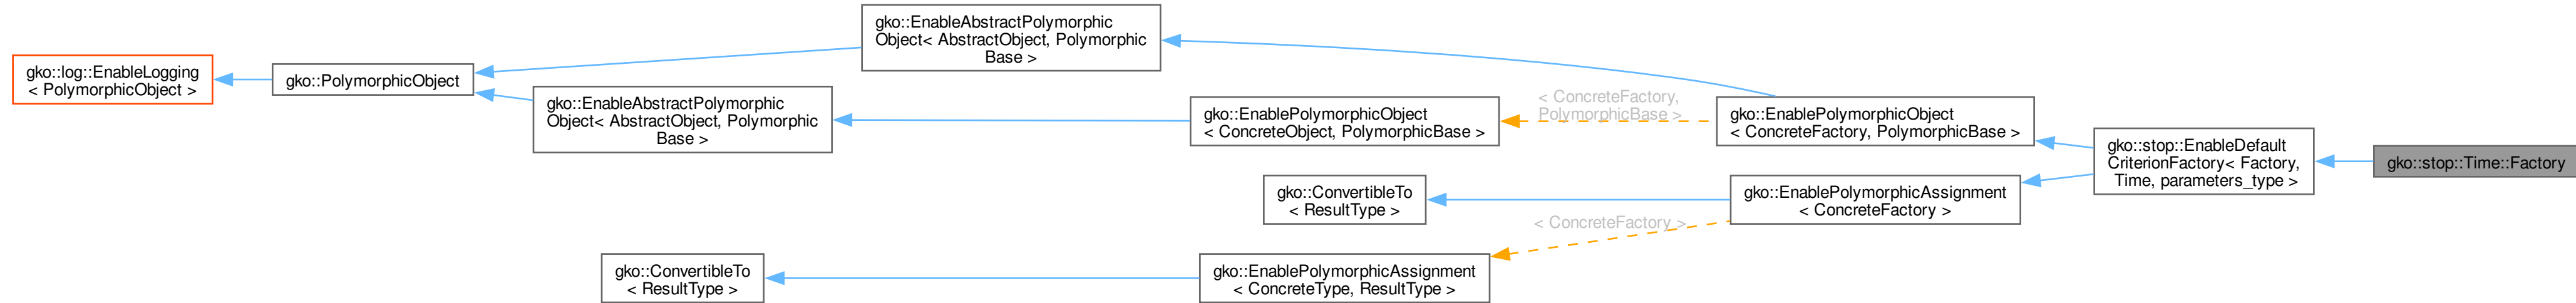 gko::log::EnableLogging
< PolymorphicObject >
gko::PolymorphicObject
gko::EnableAbstractPolymorphic
Object< AbstractObject, Polymorphic
Base >
gko::EnableAbstractPolymorphic
Object< AbstractObject, Polymorphic
Base >
gko::EnablePolymorphicObject
< ConcreteObject, PolymorphicBase >
< ConcreteFactory,
PolymorphicBase >
gko::EnablePolymorphicObject
< ConcreteFactory, PolymorphicBase >
gko::stop::EnableDefault
CriterionFactory< Factory,
Time, parameters_type >
gko::stop::Time::Factory
gko::ConvertibleTo
< ResultType >
gko::EnablePolymorphicAssignment
< ConcreteFactory >
< ConcreteFactory >
gko::ConvertibleTo
< ResultType >
gko::EnablePolymorphicAssignment
< ConcreteType, ResultType >